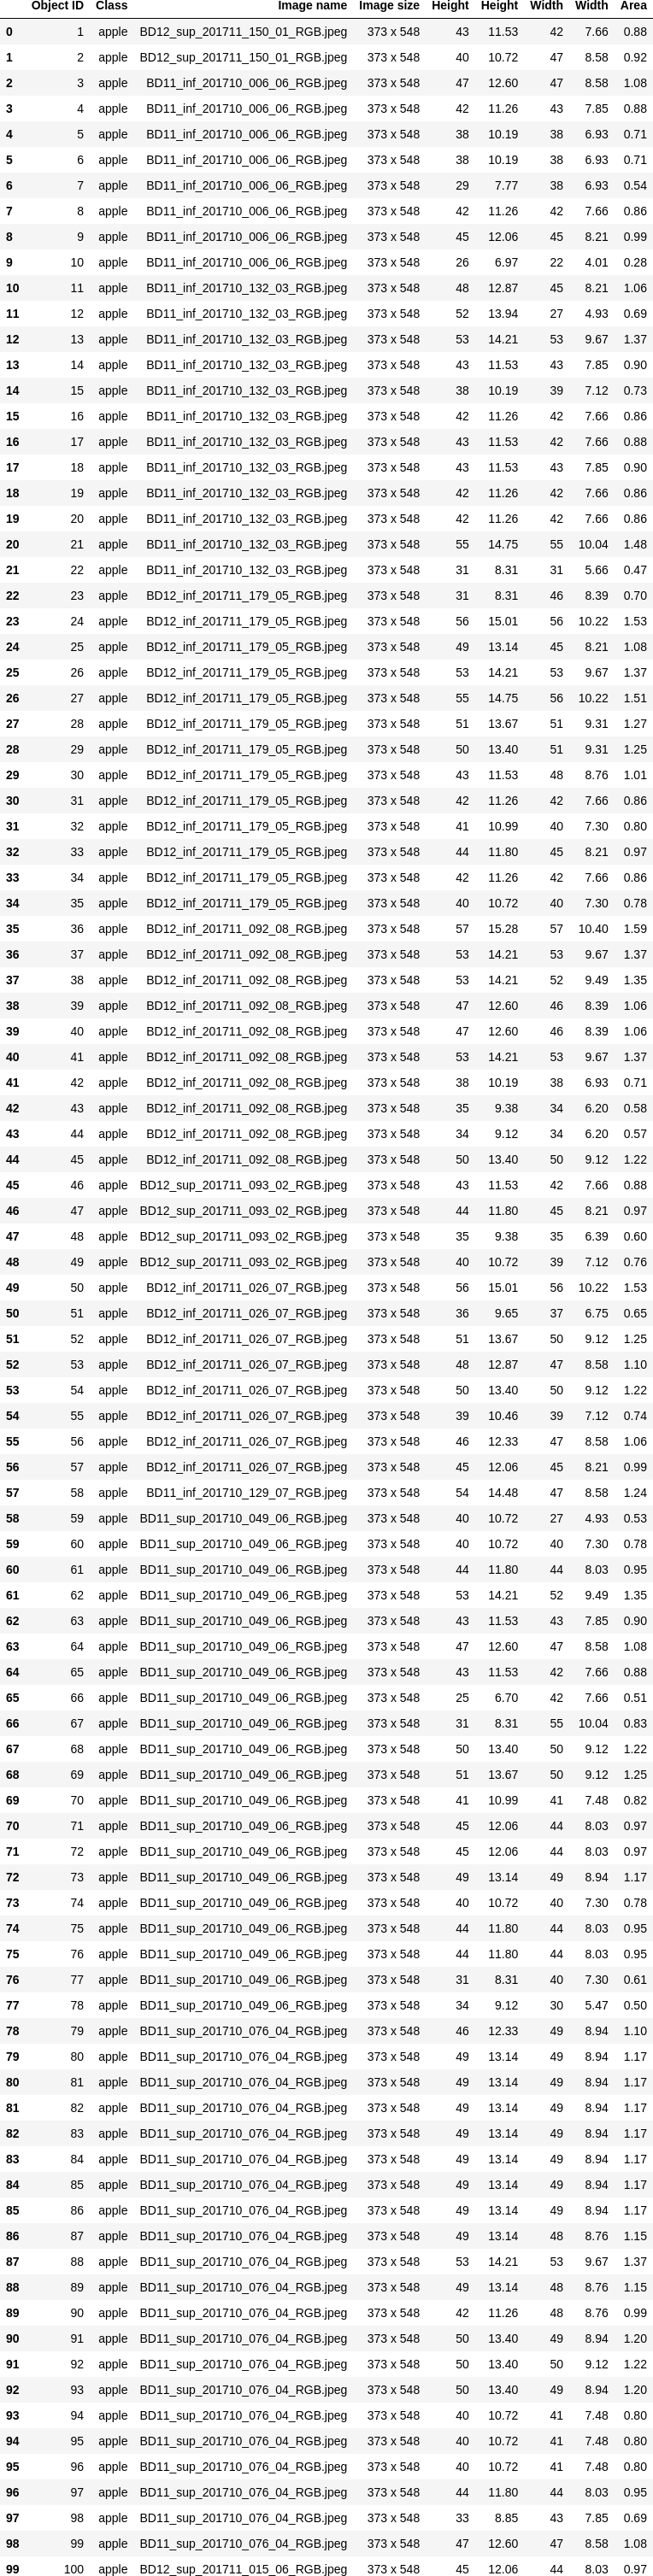 Object ID Class Image name Image size Height Height Width Width Area
0 1 apple BD12_sup_201711_150_01_RGB.jpeg 373 x 548 43 11.53 42 7.66 0.88
1 2 apple BD12_sup_201711_150_01_RGB.jpeg 373 x 548 40 10.72 47 8.58 0.92
2 3 apple BD11_inf_201710_006_06_RGB.jpeg 373 x 548 47 12.60 47 8.58 1.08
3 4 apple BD11_inf_201710_006_06_RGB.jpeg 373 x 548 42 11.26 43 7.85 0.88
4 5 apple BD11_inf_201710_006_06_RGB.jpeg 373 x 548 38 10.19 38 6.93 0.71
5 6 apple BD11_inf_201710_006_06_RGB.jpeg 373 x 548 38 10.19 38 6.93 0.71
6 7 apple BD11_inf_201710_006_06_RGB.jpeg 373 x 548 29 7.77 38 6.93 0.54
7 8 apple BD11_inf_201710_006_06_RGB.jpeg 373 x 548 42 11.26 42 7.66 0.86
8 9 apple BD11_inf_201710_006_06_RGB.jpeg 373 x 548 45 12.06 45 8.21 0.99
9 10 apple BD11_inf_201710_006_06_RGB.jpeg 373 x 548 26 6.97 22 4.01 0.28
10 11 apple BD11_inf_201710_132_03_RGB.jpeg 373 x 548 48 12.87 45 8.21 1.06
11 12 apple BD11_inf_201710_132_03_RGB.jpeg 373 x 548 52 13.94 27 4.93 0.69
12 13 apple BD11_inf_201710_132_03_RGB.jpeg 373 x 548 53 14.21 53 9.67 1.37
13 14 apple BD11_inf_201710_132_03_RGB.jpeg 373 x 548 43 11.53 43 7.85 0.90
14 15 apple BD11_inf_201710_132_03_RGB.jpeg 373 x 548 38 10.19 39 7.12 0.73
15 16 apple BD11_inf_201710_132_03_RGB.jpeg 373 x 548 42 11.26 42 7.66 0.86
16 17 apple BD11_inf_201710_132_03_RGB.jpeg 373 x 548 43 11.53 42 7.66 0.88
17 18 apple BD11_inf_201710_132_03_RGB.jpeg 373 x 548 43 11.53 43 7.85 0.90
18 19 apple BD11_inf_201710_132_03_RGB.jpeg 373 x 548 42 11.26 42 7.66 0.86
19 20 apple BD11_inf_201710_132_03_RGB.jpeg 373 x 548 42 11.26 42 7.66 0.86
20 21 apple BD11_inf_201710_132_03_RGB.jpeg 373 x 548 55 14.75 55 10.04 1.48
21 22 apple BD11_inf_201710_132_03_RGB.jpeg 373 x 548 31 8.31 31 5.66 0.47
22 23 apple BD12_inf_201711_179_05_RGB.jpeg 373 x 548 31 8.31 46 8.39 0.70
23 24 apple BD12_inf_201711_179_05_RGB.jpeg 373 x 548 56 15.01 56 10.22 1.53
24 25 apple BD12_inf_201711_179_05_RGB.jpeg 373 x 548 49 13.14 45 8.21 1.08
25 26 apple BD12_inf_201711_179_05_RGB.jpeg 373 x 548 53 14.21 53 9.67 1.37
26 27 apple BD12_inf_201711_179_05_RGB.jpeg 373 x 548 55 14.75 56 10.22 1.51
27 28 apple BD12_inf_201711_179_05_RGB.jpeg 373 x 548 51 13.67 51 9.31 1.27
28 29 apple BD12_inf_201711_179_05_RGB.jpeg 373 x 548 50 13.40 51 9.31 1.25
29 30 apple BD12_inf_201711_179_05_RGB.jpeg 373 x 548 43 11.53 48 8.76 1.01
30 31 apple BD12_inf_201711_179_05_RGB.jpeg 373 x 548 42 11.26 42 7.66 0.86
31 32 apple BD12_inf_201711_179_05_RGB.jpeg 373 x 548 41 10.99 40 7.30 0.80
32 33 apple BD12_inf_201711_179_05_RGB.jpeg 373 x 548 44 11.80 45 8.21 0.97
33 34 apple BD12_inf_201711_179_05_RGB.jpeg 373 x 548 42 11.26 42 7.66 0.86
34 35 apple BD12_inf_201711_179_05_RGB.jpeg 373 x 548 40 10.72 40 7.30 0.78
35 36 apple BD12_inf_201711_092_08_RGB.jpeg 373 x 548 57 15.28 57 10.40 1.59
36 37 apple BD12_inf_201711_092_08_RGB.jpeg 373 x 548 53 14.21 53 9.67 1.37
37 38 apple BD12_inf_201711_092_08_RGB.jpeg 373 x 548 53 14.21 52 9.49 1.35
38 39 apple BD12_inf_201711_092_08_RGB.jpeg 373 x 548 47 12.60 46 8.39 1.06
39 40 apple BD12_inf_201711_092_08_RGB.jpeg 373 x 548 47 12.60 46 8.39 1.06
40 41 apple BD12_inf_201711_092_08_RGB.jpeg 373 x 548 53 14.21 53 9.67 1.37
41 42 apple BD12_inf_201711_092_08_RGB.jpeg 373 x 548 38 10.19 38 6.93 0.71
42 43 apple BD12_inf_201711_092_08_RGB.jpeg 373 x 548 35 9.38 34 6.20 0.58
43 44 apple BD12_inf_201711_092_08_RGB.jpeg 373 x 548 34 9.12 34 6.20 0.57
44 45 apple BD12_inf_201711_092_08_RGB.jpeg 373 x 548 50 13.40 50 9.12 1.22
45 46 apple BD12_sup_201711_093_02_RGB.jpeg 373 x 548 43 11.53 42 7.66 0.88
46 47 apple BD12_sup_201711_093_02_RGB.jpeg 373 x 548 44 11.80 45 8.21 0.97
47 48 apple BD12_sup_201711_093_02_RGB.jpeg 373 x 548 35 9.38 35 6.39 0.60
48 49 apple BD12_sup_201711_093_02_RGB.jpeg 373 x 548 40 10.72 39 7.12 0.76
49 50 apple BD12_inf_201711_026_07_RGB.jpeg 373 x 548 56 15.01 56 10.22 1.53
50 51 apple BD12_inf_201711_026_07_RGB.jpeg 373 x 548 36 9.65 37 6.75 0.65
51 52 apple BD12_inf_201711_026_07_RGB.jpeg 373 x 548 51 13.67 50 9.12 1.25
52 53 apple BD12_inf_201711_026_07_RGB.jpeg 373 x 548 48 12.87 47 8.58 1.10
53 54 apple BD12_inf_201711_026_07_RGB.jpeg 373 x 548 50 13.40 50 9.12 1.22
54 55 apple BD12_inf_201711_026_07_RGB.jpeg 373 x 548 39 10.46 39 7.12 0.74
55 56 apple BD12_inf_201711_026_07_RGB.jpeg 373 x 548 46 12.33 47 8.58 1.06
56 57 apple BD12_inf_201711_026_07_RGB.jpeg 373 x 548 45 12.06 45 8.21 0.99
57 58 apple BD11_inf_201710_129_07_RGB.jpeg 373 x 548 54 14.48 47 8.58 1.24
58 59 apple BD11_sup_201710_049_06_RGB.jpeg 373 x 548 40 10.72 27 4.93 0.53
59 60 apple BD11_sup_201710_049_06_RGB.jpeg 373 x 548 40 10.72 40 7.30 0.78
60 61 apple BD11_sup_201710_049_06_RGB.jpeg 373 x 548 44 11.80 44 8.03 0.95
61 62 apple BD11_sup_201710_049_06_RGB.jpeg 373 x 548 53 14.21 52 9.49 1.35
62 63 apple BD11_sup_201710_049_06_RGB.jpeg 373 x 548 43 11.53 43 7.85 0.90
63 64 apple BD11_sup_201710_049_06_RGB.jpeg 373 x 548 47 12.60 47 8.58 1.08
64 65 apple BD11_sup_201710_049_06_RGB.jpeg 373 x 548 43 11.53 42 7.66 0.88
65 66 apple BD11_sup_201710_049_06_RGB.jpeg 373 x 548 25 6.70 42 7.66 0.51
66 67 apple BD11_sup_201710_049_06_RGB.jpeg 373 x 548 31 8.31 55 10.04 0.83
67 68 apple BD11_sup_201710_049_06_RGB.jpeg 373 x 548 50 13.40 50 9.12 1.22
68 69 apple BD11_sup_201710_049_06_RGB.jpeg 373 x 548 51 13.67 50 9.12 1.25
69 70 apple BD11_sup_201710_049_06_RGB.jpeg 373 x 548 41 10.99 41 7.48 0.82
70 71 apple BD11_sup_201710_049_06_RGB.jpeg 373 x 548 45 12.06 44 8.03 0.97
71 72 apple BD11_sup_201710_049_06_RGB.jpeg 373 x 548 45 12.06 44 8.03 0.97
72 73 apple BD11_sup_201710_049_06_RGB.jpeg 373 x 548 49 13.14 49 8.94 1.17
73 74 apple BD11_sup_201710_049_06_RGB.jpeg 373 x 548 40 10.72 40 7.30 0.78
74 75 apple BD11_sup_201710_049_06_RGB.jpeg 373 x 548 44 11.80 44 8.03 0.95
75 76 apple BD11_sup_201710_049_06_RGB.jpeg 373 x 548 44 11.80 44 8.03 0.95
76 77 apple BD11_sup_201710_049_06_RGB.jpeg 373 x 548 31 8.31 40 7.30 0.61
77 78 apple BD11_sup_201710_049_06_RGB.jpeg 373 x 548 34 9.12 30 5.47 0.50
78 79 apple BD11_sup_201710_076_04_RGB.jpeg 373 x 548 46 12.33 49 8.94 1.10
79 80 apple BD11_sup_201710_076_04_RGB.jpeg 373 x 548 49 13.14 49 8.94 1.17
80 81 apple BD11_sup_201710_076_04_RGB.jpeg 373 x 548 49 13.14 49 8.94 1.17
81 82 apple BD11_sup_201710_076_04_RGB.jpeg 373 x 548 49 13.14 49 8.94 1.17
82 83 apple BD11_sup_201710_076_04_RGB.jpeg 373 x 548 49 13.14 49 8.94 1.17
83 84 apple BD11_sup_201710_076_04_RGB.jpeg 373 x 548 49 13.14 49 8.94 1.17
84 85 apple BD11_sup_201710_076_04_RGB.jpeg 373 x 548 49 13.14 49 8.94 1.17
85 86 apple BD11_sup_201710_076_04_RGB.jpeg 373 x 548 49 13.14 49 8.94 1.17
86 87 apple BD11_sup_201710_076_04_RGB.jpeg 373 x 548 49 13.14 48 8.76 1.15
87 88 apple BD11_sup_201710_076_04_RGB.jpeg 373 x 548 53 14.21 53 9.67 1.37
88 89 apple BD11_sup_201710_076_04_RGB.jpeg 373 x 548 49 13.14 48 8.76 1.15
89 90 apple BD11_sup_201710_076_04_RGB.jpeg 373 x 548 42 11.26 48 8.76 0.99
90 91 apple BD11_sup_201710_076_04_RGB.jpeg 373 x 548 50 13.40 49 8.94 1.20
91 92 apple BD11_sup_201710_076_04_RGB.jpeg 373 x 548 50 13.40 50 9.12 1.22
92 93 apple BD11_sup_201710_076_04_RGB.jpeg 373 x 548 50 13.40 49 8.94 1.20
93 94 apple BD11_sup_201710_076_04_RGB.jpeg 373 x 548 40 10.72 41 7.48 0.80
94 95 apple BD11_sup_201710_076_04_RGB.jpeg 373 x 548 40 10.72 41 7.48 0.80
95 96 apple BD11_sup_201710_076_04_RGB.jpeg 373 x 548 40 10.72 41 7.48 0.80
96 97 apple BD11_sup_201710_076_04_RGB.jpeg 373 x 548 44 11.80 44 8.03 0.95
97 98 apple BD11_sup_201710_076_04_RGB.jpeg 373 x 548 33 8.85 43 7.85 0.69
98 99 apple BD11_sup_201710_076_04_RGB.jpeg 373 x 548 47 12.60 47 8.58 1.08
99 100 apple BD12_sup_201711_015_06_RGB.jpeg 373 x 548 45 12.06 44 8.03 0.97